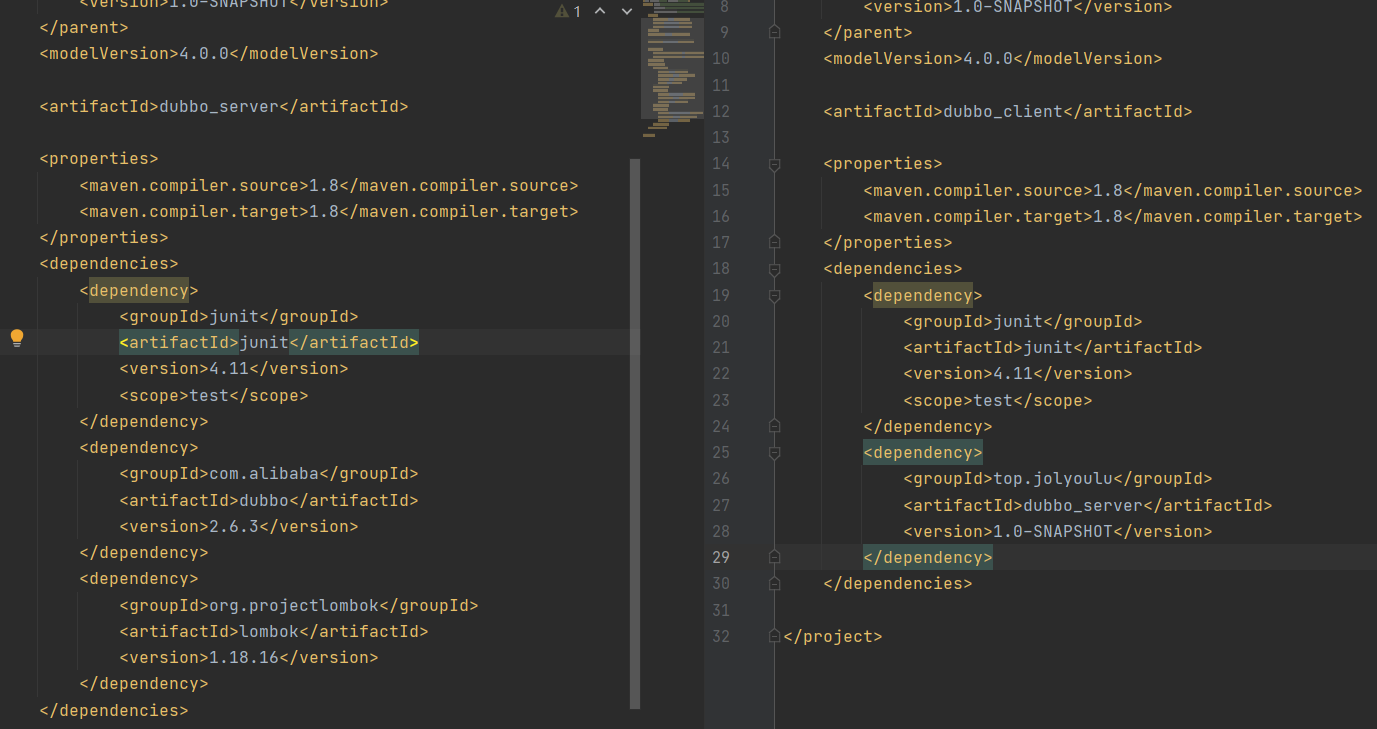 <version>1.0-SNAPSHOT</version>
</parent>
<modelVersion>4.0.0</modelVersion>
<artifactId>dubbo_server</artifactId>
<properties>
<maven.compiler.source>1.8</maven.compiler.source>
<maven.compiler.target>1.8</maven.compiler.target>
</properties>
<dependencies>
<dependency>
<groupId>junit</groupId>
<artifactId>junit</artifactId>
<version>4.11</version>
<scope>test</scope>
</dependency>
<dependency>
<groupId>com.alibaba</groupId>
<artifactId>dubbo</artifactId>
<version>2.6.3</version>
</dependency>
<dependency>
<groupId>org.projectlombok</groupId>
<artifactId>lombok</artifactId>
<version>1.18.16</version>
</dependency>
</dependencies>
1
8 <version>1.0-SNAPSHOT</version>
9 </parent>
10 <modelVersion>4.0.0</modelVersion>
11
12 <artifactId>dubbo_client</artifactId>
13
14 <properties>
15 <maven.compiler.source>1.8</maven.compiler.source>
16 <maven.compiler.target>1.8</maven.compiler.target>
17 </properties>
18 <dependencies>
19 <dependency>
20 <groupId>junit</groupId>
21 <artifactId>junit</artifactId>
22 <version>4.11</version>
23 <scope>test</scope>
24 </dependency>
25 <dependency>
26 <groupId>top.jolyoulu</groupId>
27 <artifactId>dubbo_server</artifactId>
28 <version>1.0-SNAPSHOT</version>
29 </dependency>
30 </dependencies>
31
32 </project>